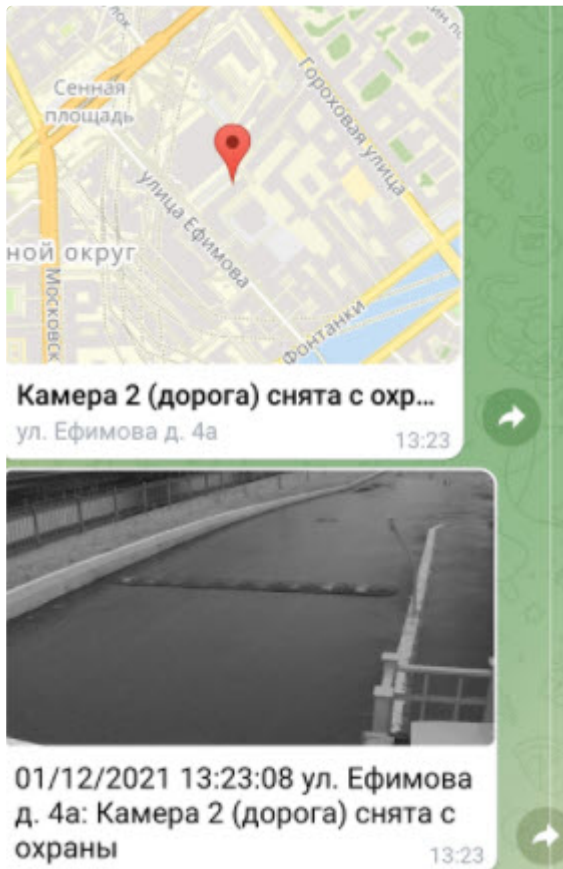 Сенная
площадь
Гороховая улица
улица Ефимова
ной округ
Московск
Фонтанки
Камера 2 (дорога) снята с охр...
ул. Ефимова д. 4а
13:23
01/12/2021 13:23:08 ул. Ефимова
д. 4а: Камера 2 (дорога) снята с
охраны
13:23